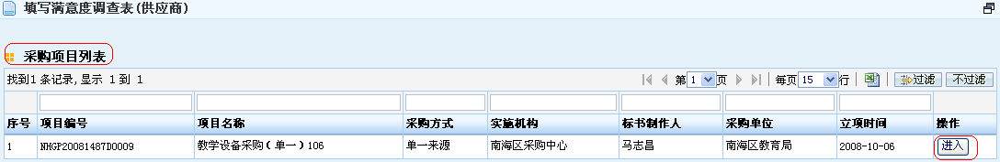 填写满意度调查表(供应商)
采购项目列表
找到1 条记录,显示 1 到 1 第 1 页 每页 15 行 过滤 不过滤
序号 项目编号 项目名称 采购方式 实施机构 标书制作人 采购单位 立项时间 操作
1 NHGP20081487D0009 教学设备采购(单一)106 单一来源 南海区采购中心 马志昌 南海区教育局 2008-10-06 进入